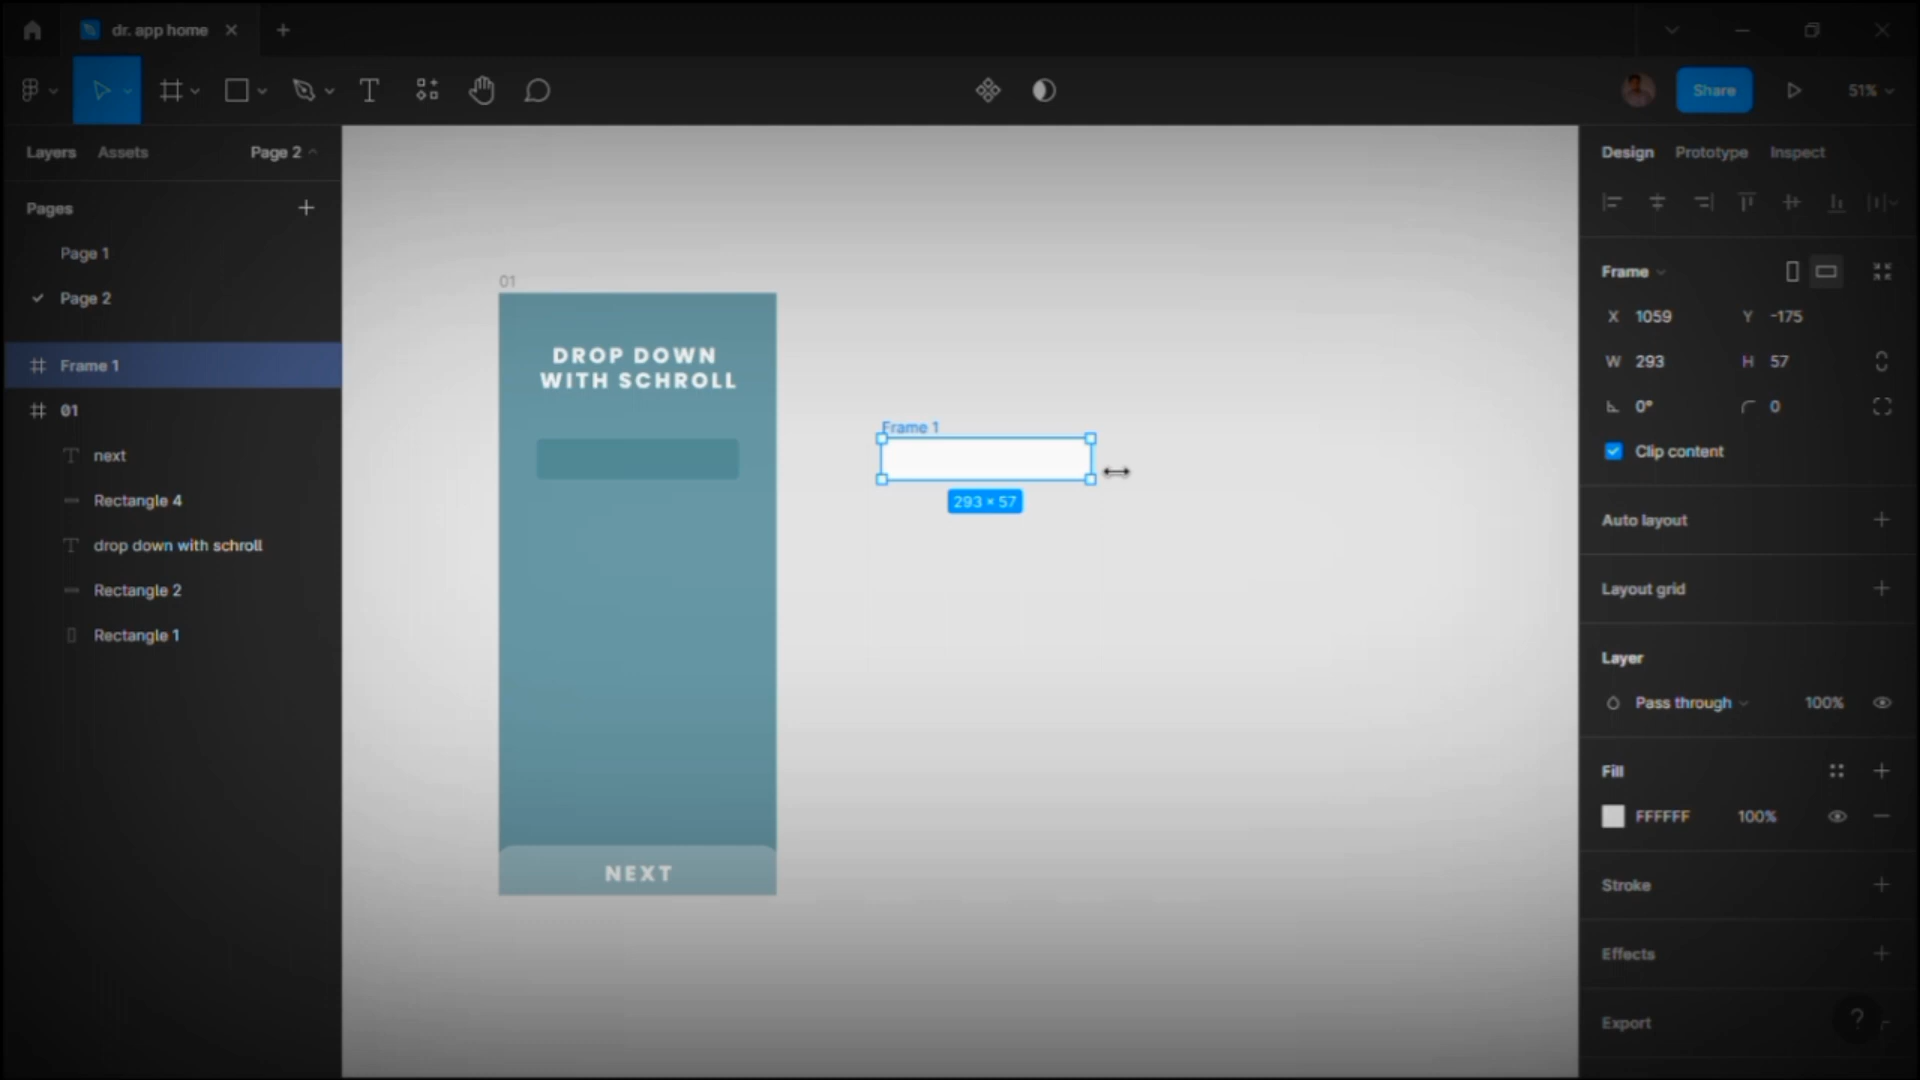 dr. app home
Share
51%
Layers
Assets
Page 2
Pages
Page 1
Page 2
Frame 1
01
next
Rectangle 4
drop down with schroll
Rectangle 2
Rectangle 1
01
DROP DOWN
WITH SCHROLL
NEXT
Frame 1
293 × 57
Design
Prototype
Inspect
Frame
X 1059
Y -175
W 293
H 57
0°
0
Clip content
Auto layout
Layout grid
Layer
Pass through
100%
Fill
FFFFFF
100%
Stroke
Effects
Export
?